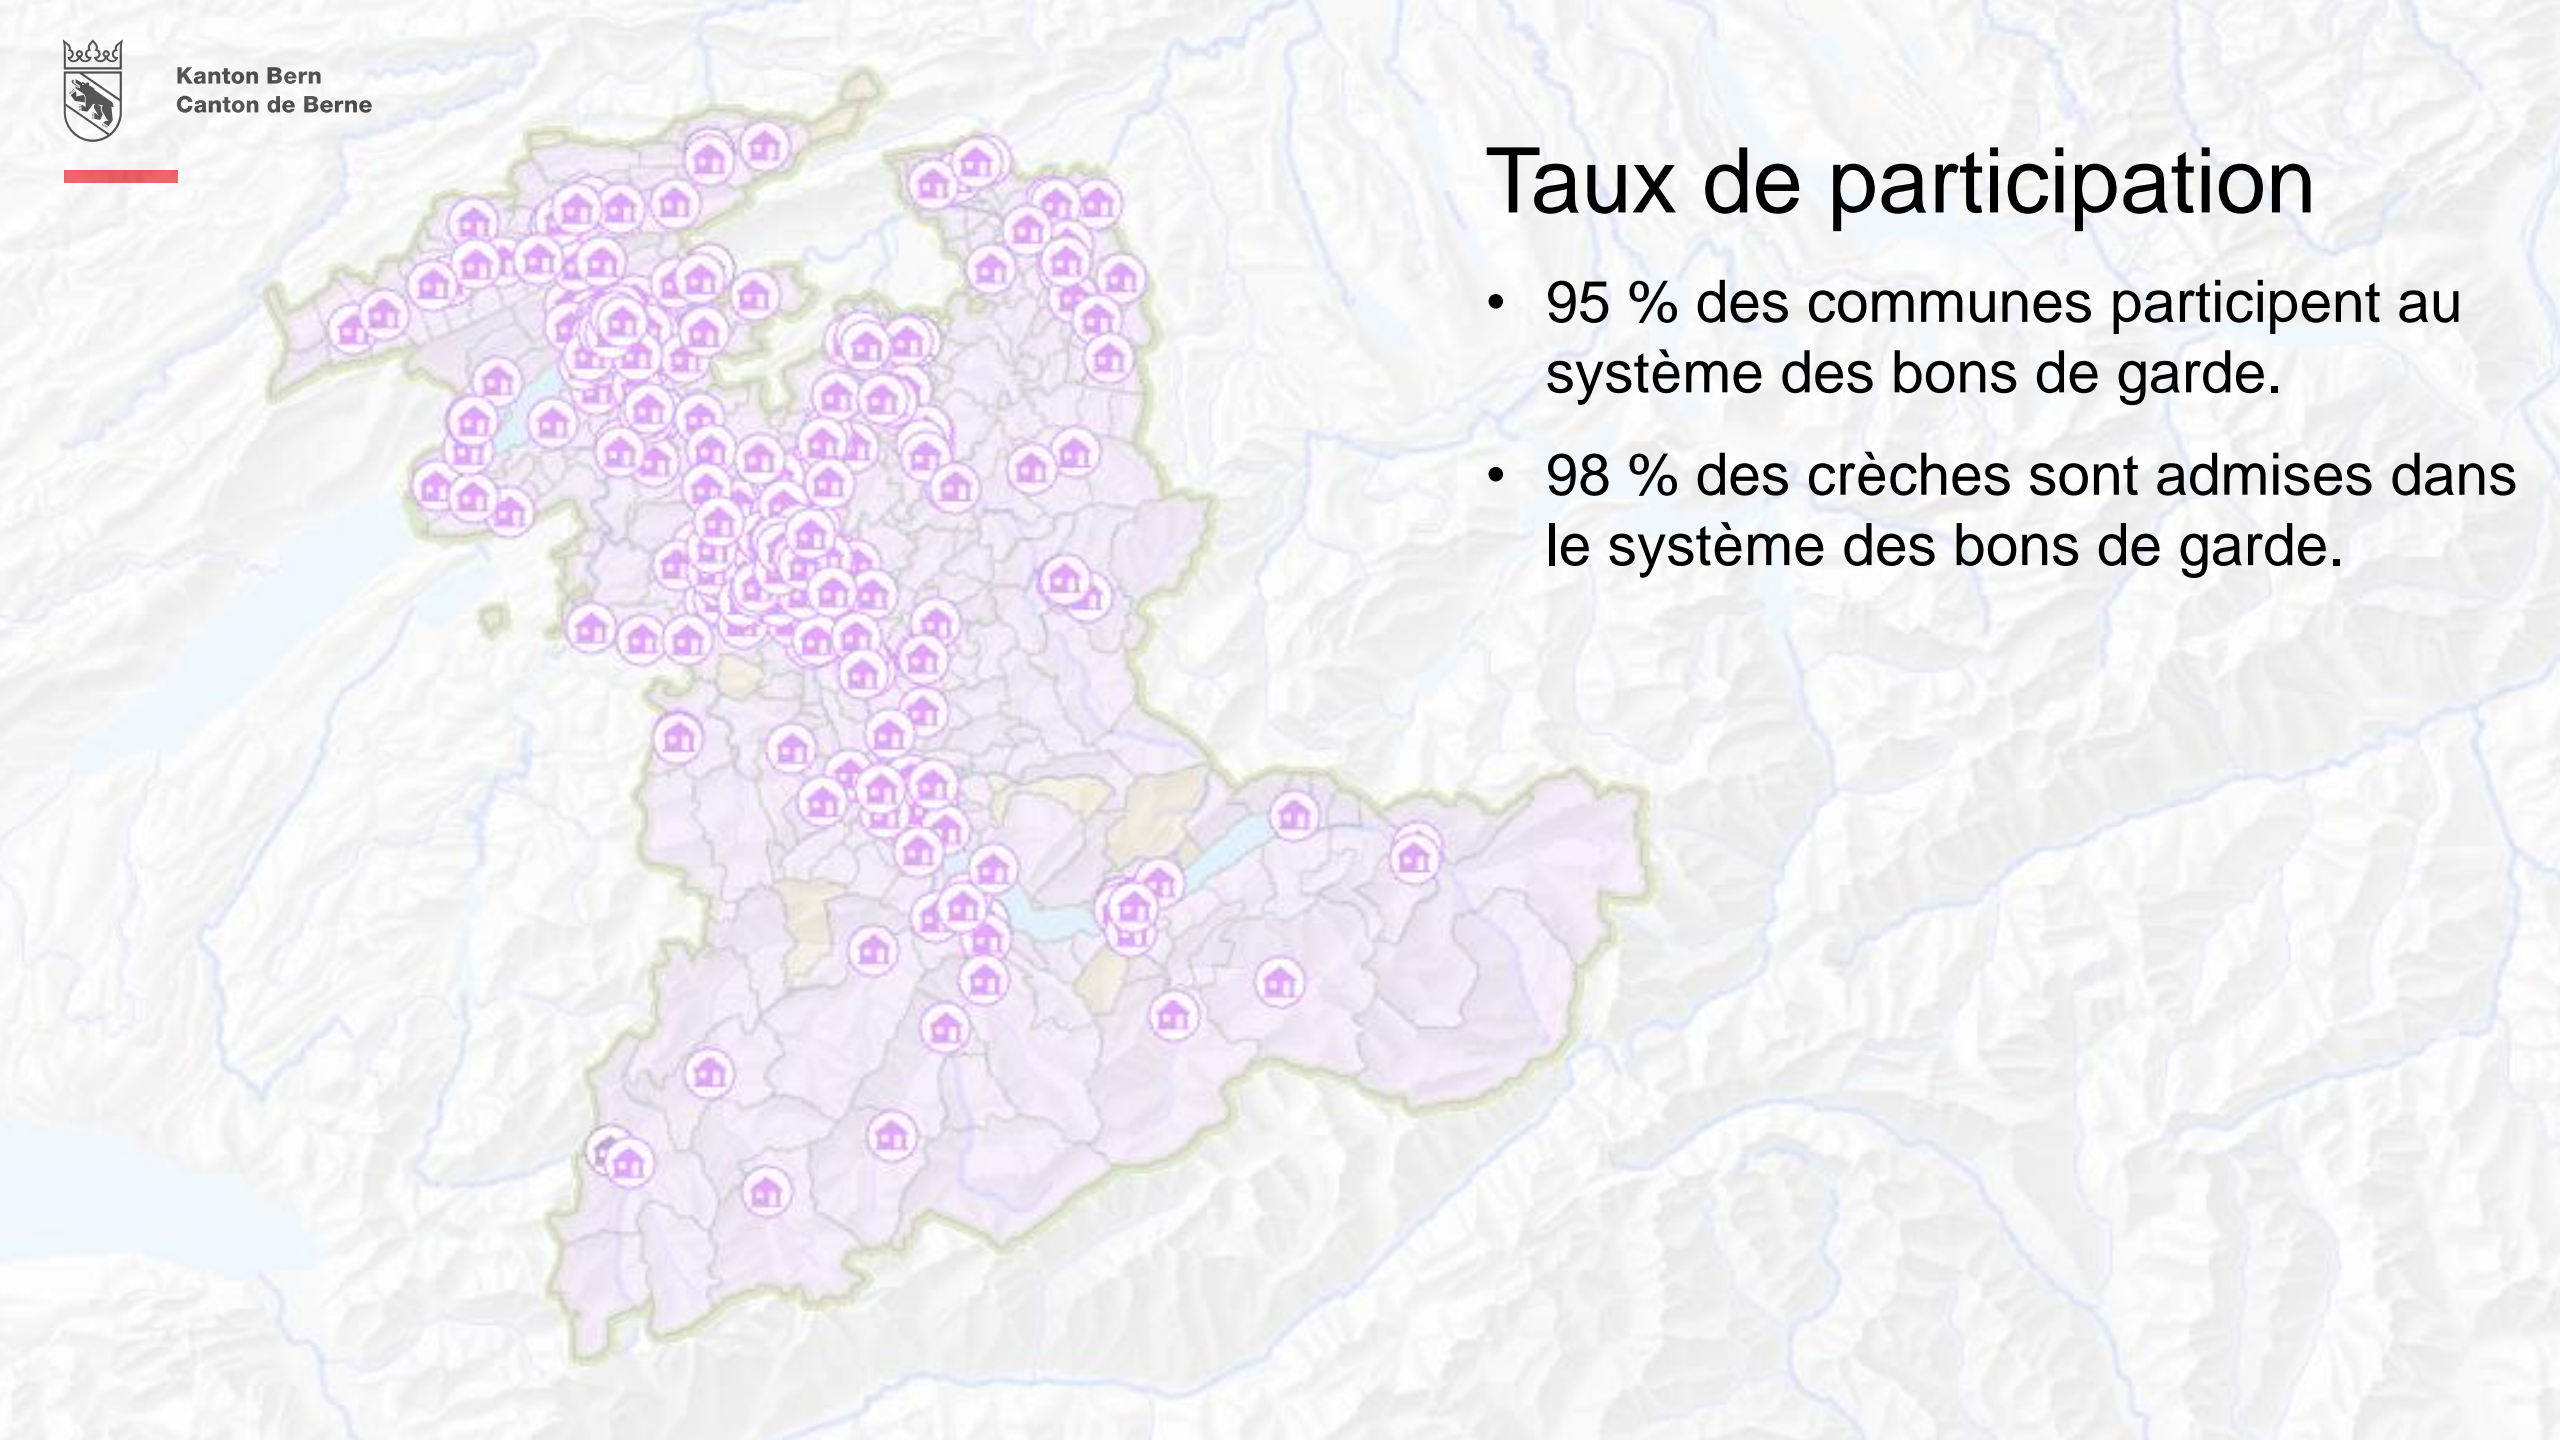 Kanton Bern
Canton de Berne
Taux de participation
• 95 % des communes participent au
système des bons de garde.
• 98 % des crèches sont admises dans
le système des bons de garde.